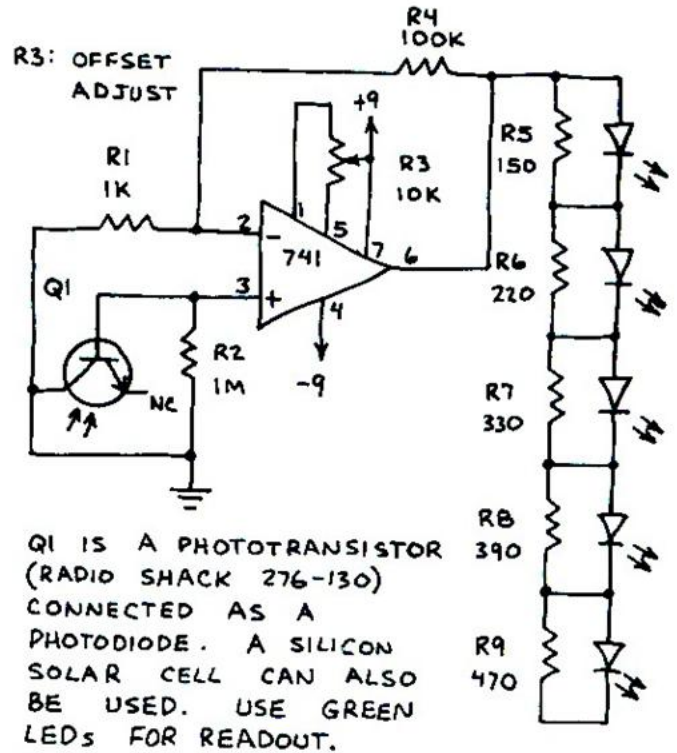 R4
100K
R3: OFFSET
ADJUST
+9
R1
1K
R3
10K
R5
150
1
5
2
-
741
7
6
R6
220
Q1
3
+
4
R2
1M
-9
NC
R7
330
R8
390
R9
470
Q1 IS A PHOTOTRANSISTOR
(RADIO SHACK 276-130)
CONNECTED AS A
PHOTODIODE. A SILICON
SOLAR CELL CAN ALSO
BE USED. USE GREEN
LEDs FOR READOUT.